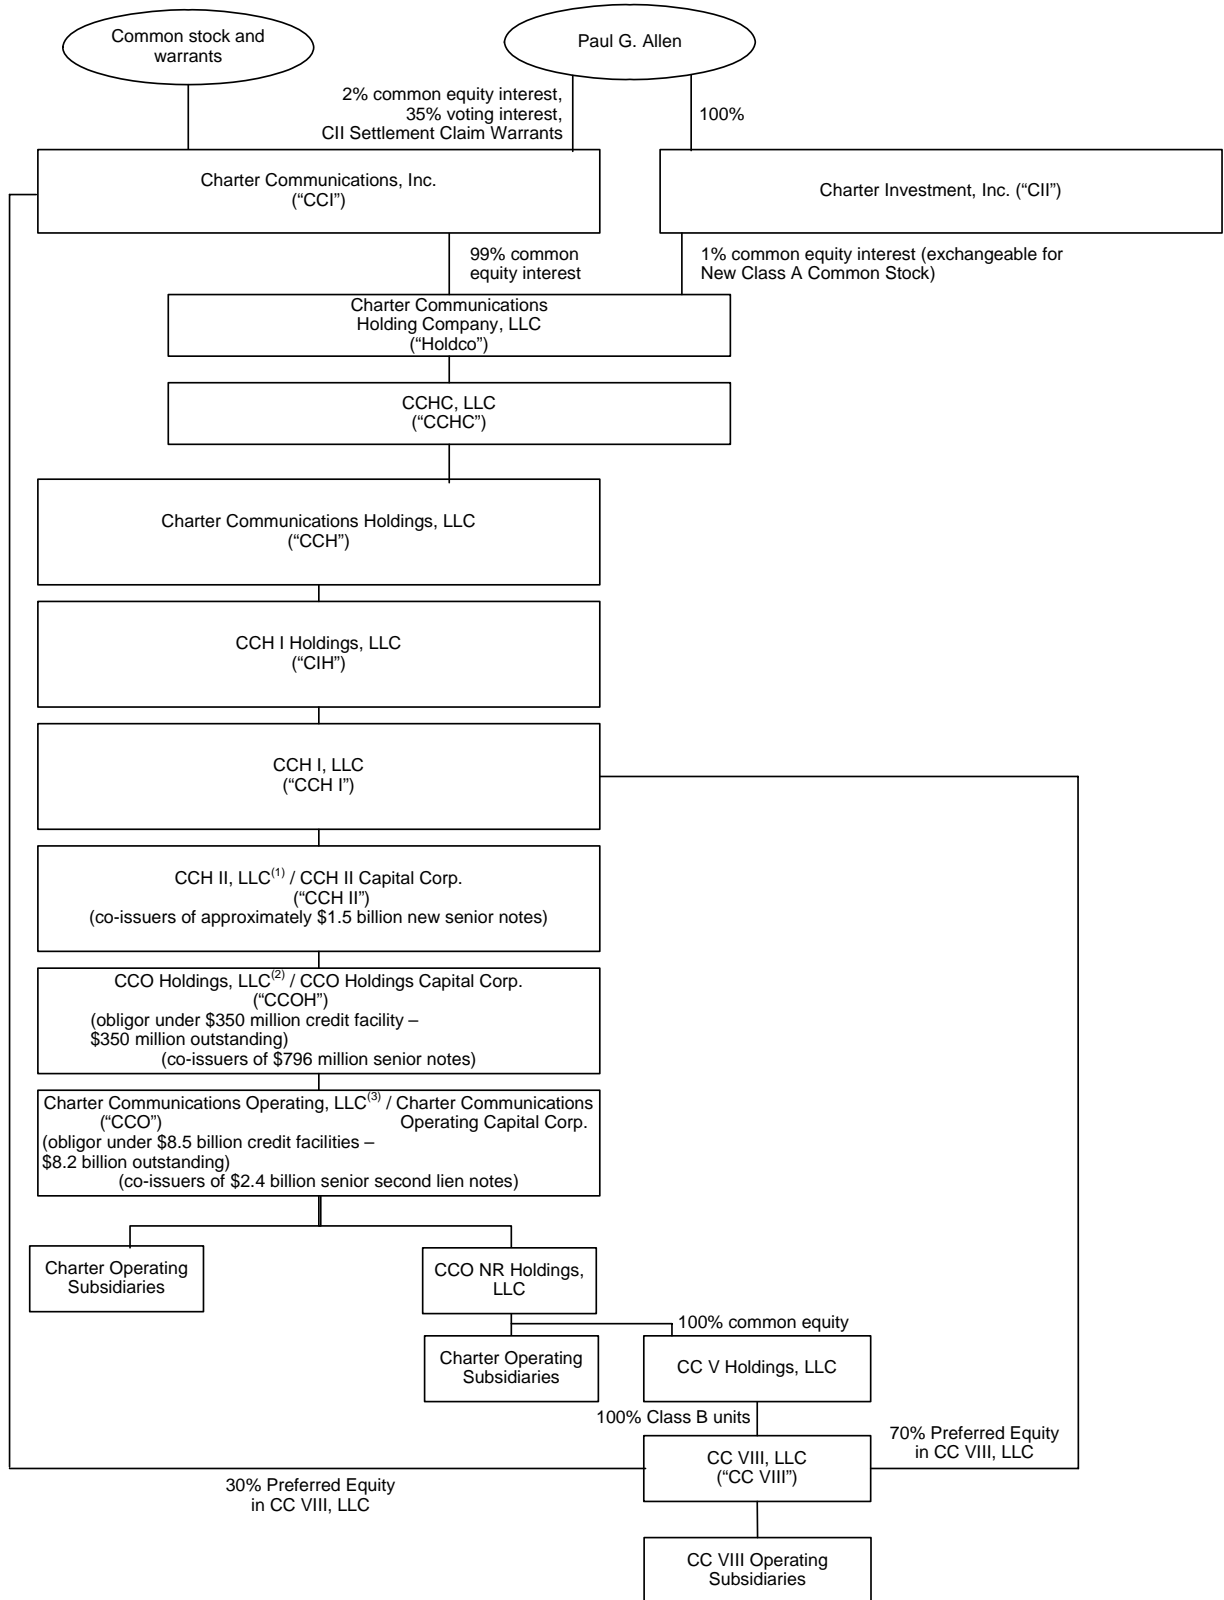 Common stock and
warrants
Paul G. Allen
2% common equity interest,
35% voting interest,
CII Settlement Claim Warrants
100%
Charter Communications, Inc.
(“CCI”)
Charter Investment, Inc. (“CII”)
99% common
equity interest
1% common equity interest (exchangeable for
New Class A Common Stock)
Charter Communications
Holding Company, LLC
(“Holdco”)
CCHC, LLC
(“CCHC”)
Charter Communications Holdings, LLC
(“CCH”)
CCH I Holdings, LLC
(“CIH”)
CCH I, LLC
(“CCH I”)
CCH II, LLC(1) / CCH II Capital Corp.
(“CCH II”)
(co-issuers of approximately $1.5 billion new senior notes)
CCO Holdings, LLC(2) / CCO Holdings Capital Corp.
(“CCOH”)
(obligor under $350 million credit facility –
$350 million outstanding)
(co-issuers of $796 million senior notes)
Charter Communications Operating, LLC(3) / Charter Communications
(“CCO”) Operating Capital Corp.
(obligor under $8.5 billion credit facilities –
$8.2 billion outstanding)
(co-issuers of $2.4 billion senior second lien notes)
Charter Operating
Subsidiaries
CCO NR Holdings,
LLC
100% common equity
Charter Operating
Subsidiaries
CC V Holdings, LLC
100% Class B units
70% Preferred Equity
in CC VIII, LLC
CC VIII, LLC
(“CC VIII”)
30% Preferred Equity
in CC VIII, LLC
CC VIII Operating
Subsidiaries